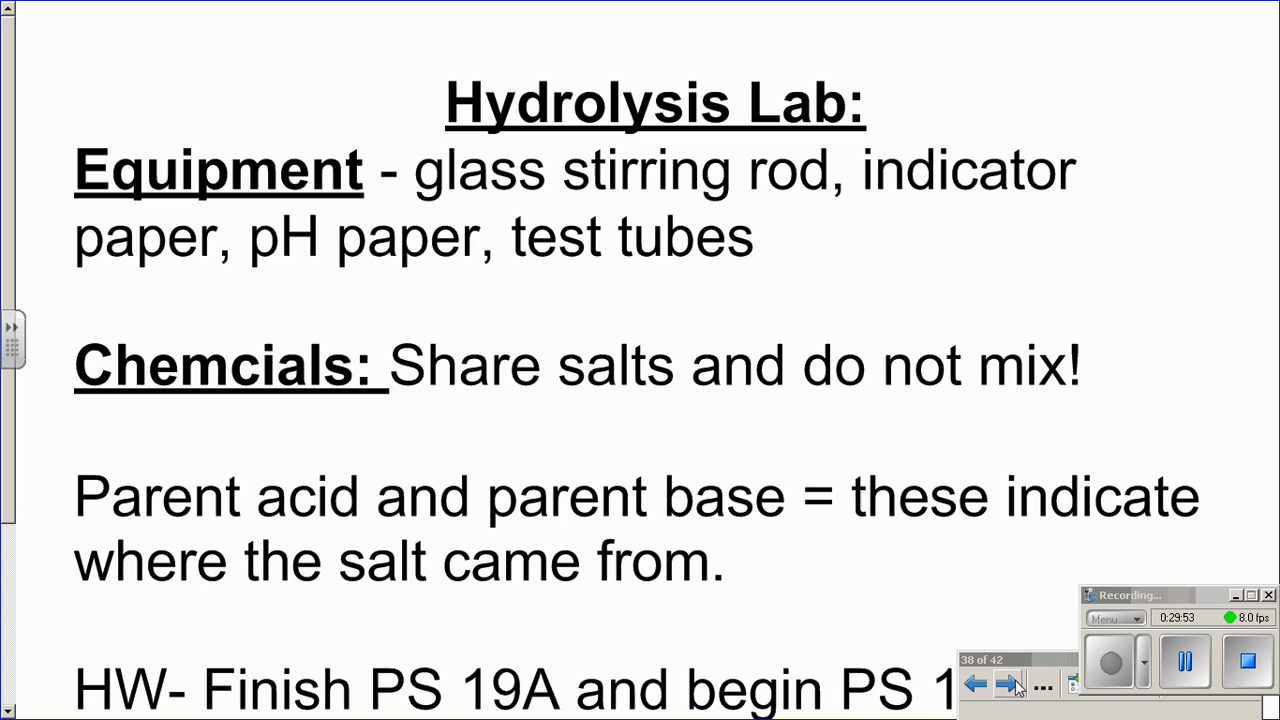 Hydrolysis Lab:
Equipment - glass stirring rod, indicator
paper, pH paper, test tubes
Chemcials: Share salts and do not mix!
Parent acid and parent base = these indicate
where the salt came from.
HW- Finish PS 19A and begin PS 1
Recording...
Menu
0:29:53
8.0 fps
38 of 42
...